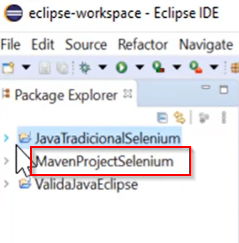 eclipse-workspace - Eclipse IDE
File Edit Source Refactor Navigate
Package Explorer
JavaTradicionalSelenium
MavenProjectSelenium
ValidaJavaEclipse